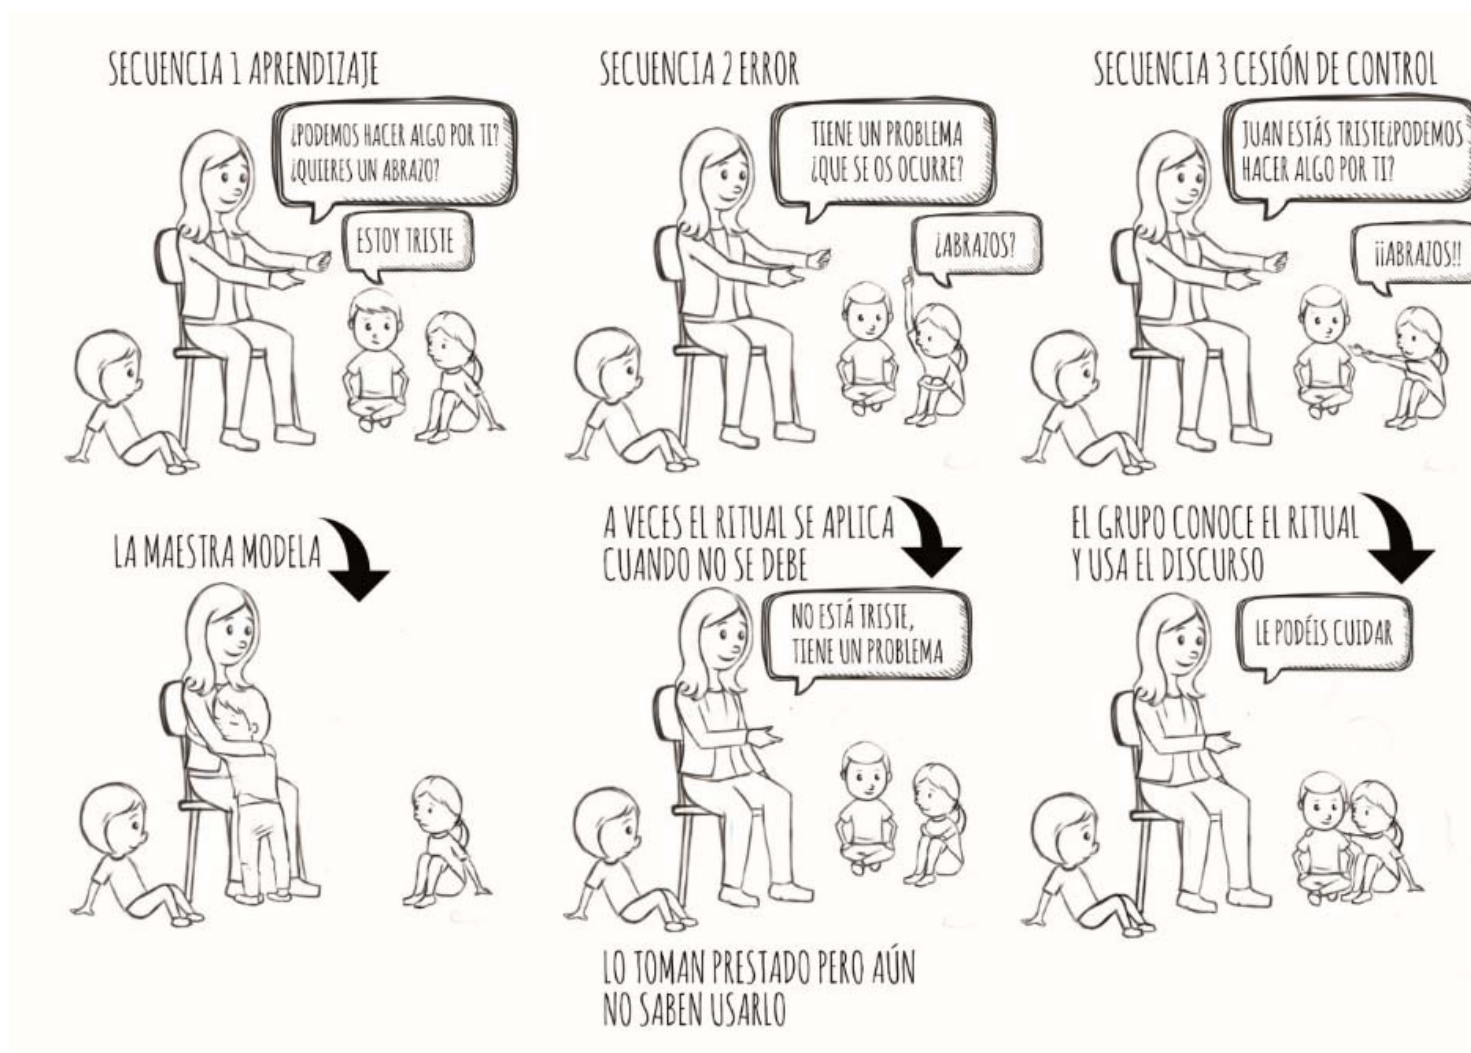 SECUENCIA 1 APRENDIZAJE
¿PODEMOS HACER ALGO POR TI?
¿QUIERES UN ABRAZO?
ESTOY TRISTE
LA MAESTRA MODELA
SECUENCIA 2 ERROR
TIENE UN PROBLEMA
¿QUE SE OS OCURRE?
¿ABRAZOS?
A VECES EL RITUAL SE APLICA
CUANDO NO SE DEBE
NO ESTÁ TRISTE,
TIENE UN PROBLEMA
LO TOMAN PRESTADO PERO AÚN
NO SABEN USARLO
SECUENCIA 3 CESIÓN DE CONTROL
JUAN ESTÁS TRISTE¿PODEMOS
HACER ALGO POR TI?
¡¡ABRAZOS!!
EL GRUPO CONOCE EL RITUAL
Y USA EL DISCURSO
LE PODÉIS CUIDAR